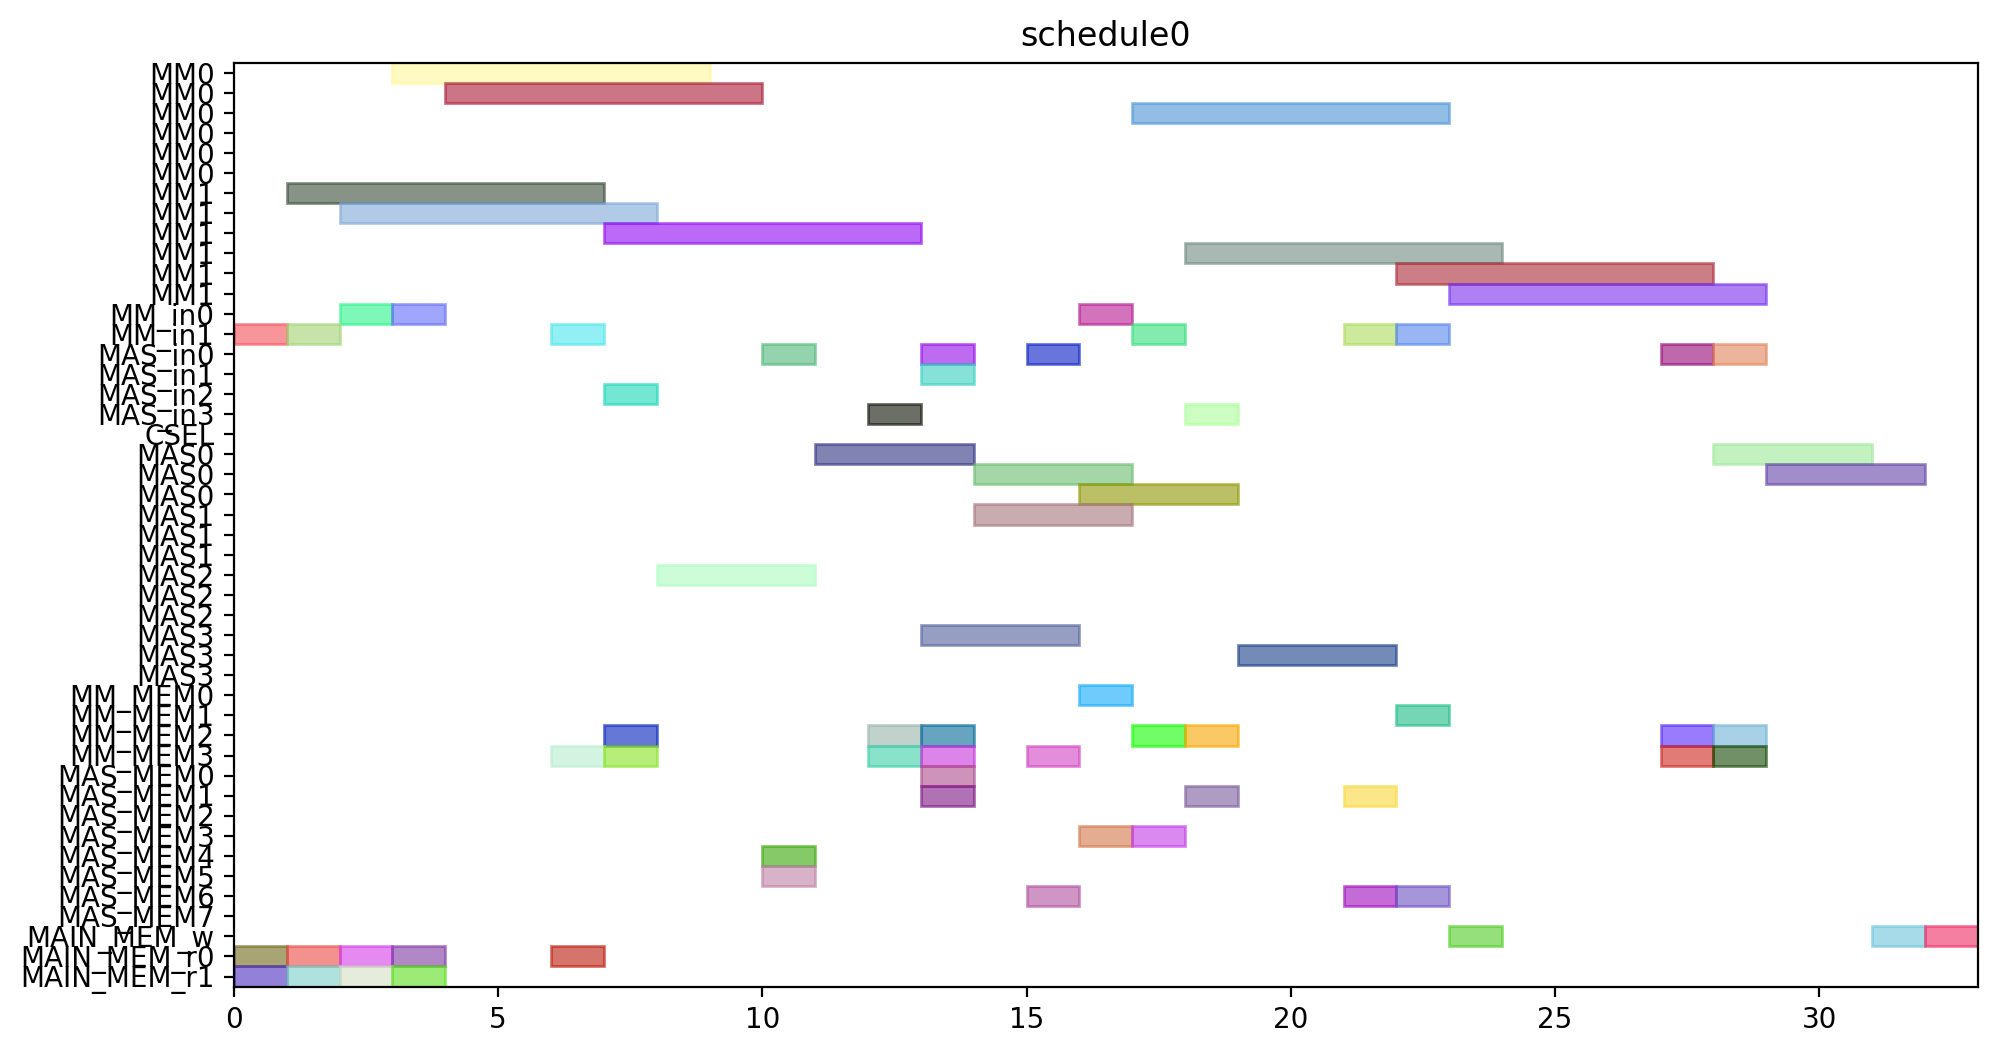 schedule0
MM0
MM0
MM0
MM0
MM0
MM0
MM1
MM1
MM1
MM1
MM1
MM1
MM_in0
MM_in1
MAS_in0
MAS_in1
MAS_in2
MAS_in3
CSEL
MAS0
MAS0
MAS0
MAS1
MAS1
MAS1
MAS2
MAS2
MAS2
MAS3
MAS3
MAS3
MM_MEM0
MM_MEM1
MM_MEM2
MM_MEM3
MAS_MEM0
MAS_MEM1
MAS_MEM2
MAS_MEM3
MAS_MEM4
MAS_MEM5
MAS_MEM6
MAS_MEM7
MAIN_MEM_w
MAIN_MEM_r0
MAIN_MEM_r1
0 5 10 15 20 25 30